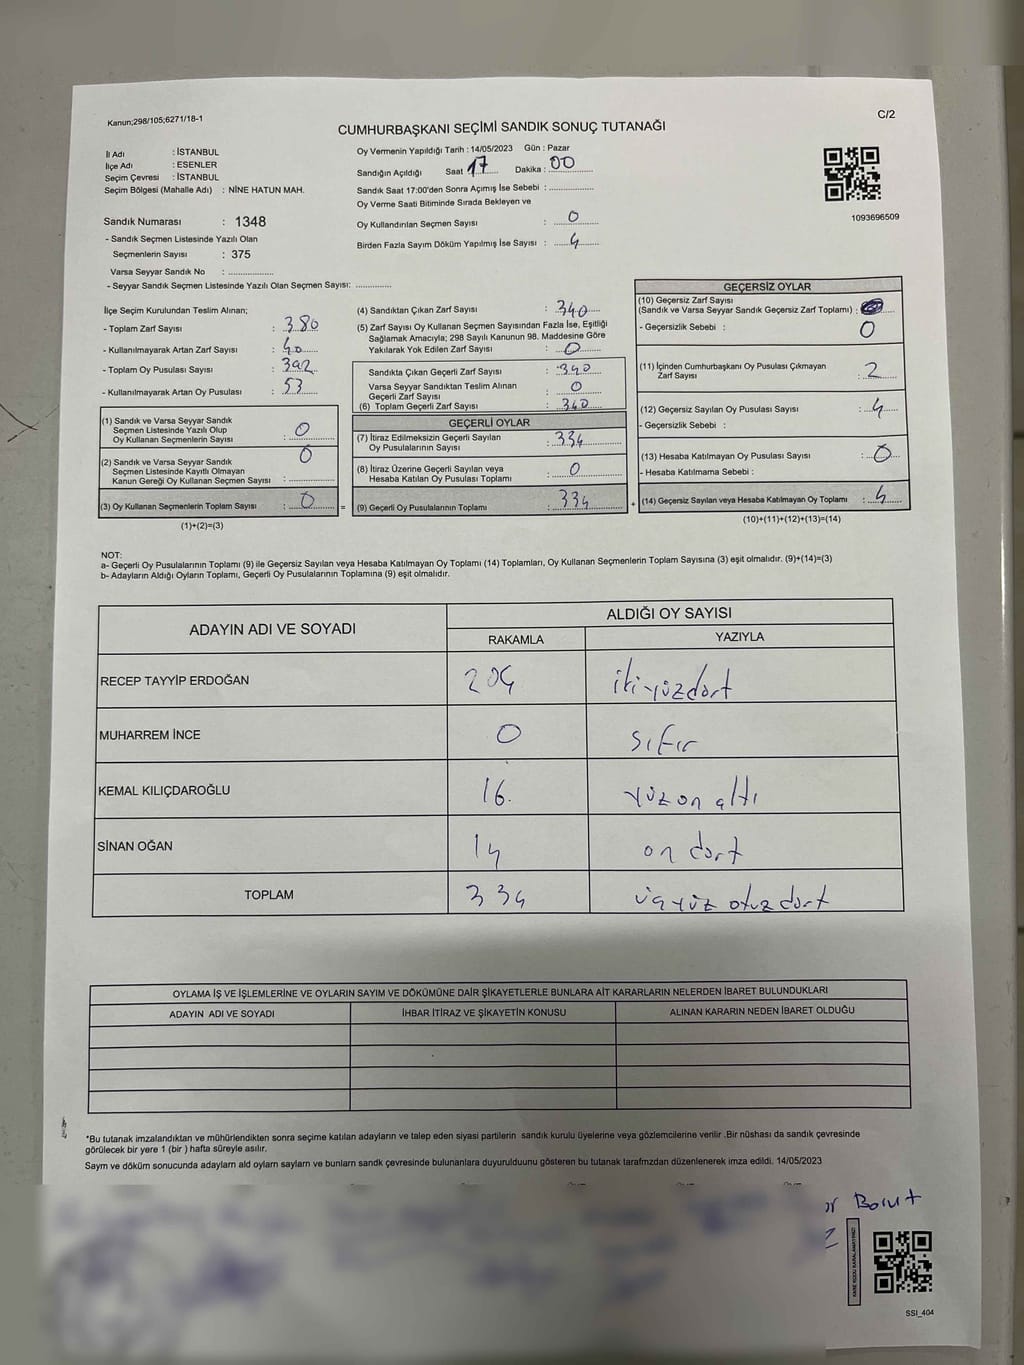 Kanun;298/105;6271/18-1
C/2
CUMHURBAŞKANI SEÇİMİ SANDIK SONUÇ TUTANAĞI
İl Adı : İSTANBUL
İlçe Adı : ESENLER
Seçim Çevresi : İSTANBUL
Seçim Bölgesi (Mahalle Adı) : NİNE HATUN MAH.
Oy Vermenin Yapıldığı Tarih : 14/05/2023 Gün : Pazar
Sandığın Açıldığı Saat 17 Dakika : 00
Sandık Saat 17:00'den Sonra Açımış İse Sebebi :
Oy Verme Saati Bitiminde Sırada Bekleyen ve
Oy Kullandırılan Seçmen Sayısı : 0
Birden Fazla Sayım Döküm Yapılmış İse Sayısı : 4
1093696509
Sandık Numarası : 1348
- Sandık Seçmen Listesinde Yazılı Olan
Seçmenlerin Sayısı : 375
Varsa Seyyar Sandık No :
- Seyyar Sandık Seçmen Listesinde Yazılı Olan Seçmen Sayısı:
İlçe Seçim Kurulundan Teslim Alınan;
- Toplam Zarf Sayısı : 380
- Kullanılmayarak Artan Zarf Sayısı : 40
- Toplam Oy Pusulası Sayısı : 392
- Kullanılmayarak Artan Oy Pusulası : 53
(1) Sandık ve Varsa Seyyar Sandık
Seçmen Listesinde Yazılı Olup
Oy Kullanan Seçmenlerin Sayısı : 0
(2) Sandık ve Varsa Seyyar Sandık
Seçmen Listesinde Kayıtlı Olmayan
Kanun Gereği Oy Kullanan Seçmen Sayısı : 0
(3) Oy Kullanan Seçmenlerin Toplam Sayısı : 0 =
(1)+(2)=(3)
(4) Sandıktan Çıkan Zarf Sayısı : 340
(5) Zarf Sayısı Oy Kullanan Seçmen Sayısından Fazla İse, Eşitliği
Sağlamak Amacıyla; 298 Sayılı Kanunun 98. Maddesine Göre
Yakılarak Yok Edilen Zarf Sayısı : 0
Sandıkta Çıkan Geçerli Zarf Sayısı : 340
Varsa Seyyar Sandıktan Teslim Alınan
Geçerli Zarf Sayısı : 0
(6) Toplam Geçerli Zarf Sayısı : 340
GEÇERLİ OYLAR
(7) İtiraz Edilmeksizin Geçerli Sayılan
Oy Pusulalarının Sayısı : 334
(8) İtiraz Üzerine Geçerli Sayılan veya
Hesaba Katılan Oy Pusulası Toplamı : 0
(9) Geçerli Oy Pusulalarının Toplamı : 334 +
GEÇERSİZ OYLAR
(10) Geçersiz Zarf Sayısı
(Sandık ve Varsa Seyyar Sandık Geçersiz Zarf Toplamı) :
- Geçersizlik Sebebi : 0
(11) İçinden Cumhurbaşkanı Oy Pusulası Çıkmayan
Zarf Sayısı : 2
(12) Geçersiz Sayılan Oy Pusulası Sayısı : 4
- Geçersizlik Sebebi :
(13) Hesaba Katılmayan Oy Pusulası Sayısı : 0
- Hesaba Katılmama Sebebi :
(14) Geçersiz Sayılan veya Hesaba Katılmayan Oy Toplamı : 4
(10)+(11)+(12)+(13)=(14)
NOT:
a- Geçerli Oy Pusulalarının Toplamı (9) ile Geçersiz Sayılan veya Hesaba Katılmayan Oy Toplamı (14) Toplamları, Oy Kullanan Seçmenlerin Toplam Sayısına (3) eşit olmalıdır. (9)+(14)=(3)
b- Adayların Aldığı Oyların Toplamı, Geçerli Oy Pusulalarının Toplamına (9) eşit olmalıdır.
ADAYIN ADI VE SOYADI ALDIĞI OY SAYISI
RAKAMLA YAZIYLA
RECEP TAYYİP ERDOĞAN 204 ikiyüzdört
MUHARREM İNCE 0 sıfır
KEMAL KILIÇDAROĞLU 16. yüzon altı
SİNAN OĞAN 14 on dört
TOPLAM 334 üçyüz otuz dört
OYLAMA İŞ VE İŞLEMLERİNE VE OYLARIN SAYIM VE DÖKÜMÜNE DAİR ŞİKAYETLERLE BUNLARA AİT KARARLARIN NELERDEN İBARET BULUNDUKLARI
ADAYIN ADI VE SOYADI İHBAR İTİRAZ VE ŞİKAYETİN KONUSU ALINAN KARARIN NEDEN İBARET OLDUĞU
*Bu tutanak imzalandıktan ve mühürlendikten sonra seçime katılan adayların ve talep eden siyasi partilerin sandık kurulu üyelerine veya gözlemcilerine verilir .Bir nüshası da sandık çevresinde
görülecek bir yere 1 (bir ) hafta süreyle asılır.
Sayım ve döküm sonucunda adayların ald oyların sayların ve bunların sandk çevresinde bulunanlara duyurulduunu gösteren bu tutanak tarafmzdan düzenlenerek imza edildi. 14/05/2023
Borut
SSI_404